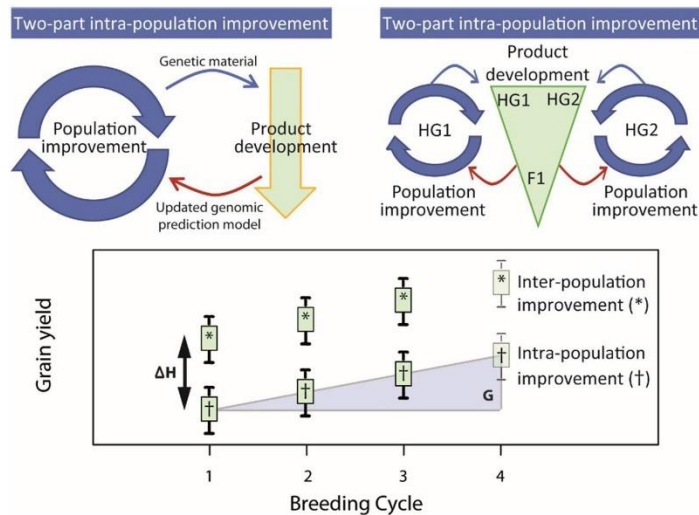 Two-part intra-population improvement
Genetic material
Population
improvement
Product
development
Updated genomic
prediction model
Two-part intra-population improvement
Product
development
HG1 HG2
HG1
HG2
F1
Population
improvement
Population
improvement
Grain yield
ΔH
*
†
*
†
*
†
*
†
G
Inter-population
improvement (*)
Intra-population
improvement (†)
1 2 3 4
Breeding Cycle